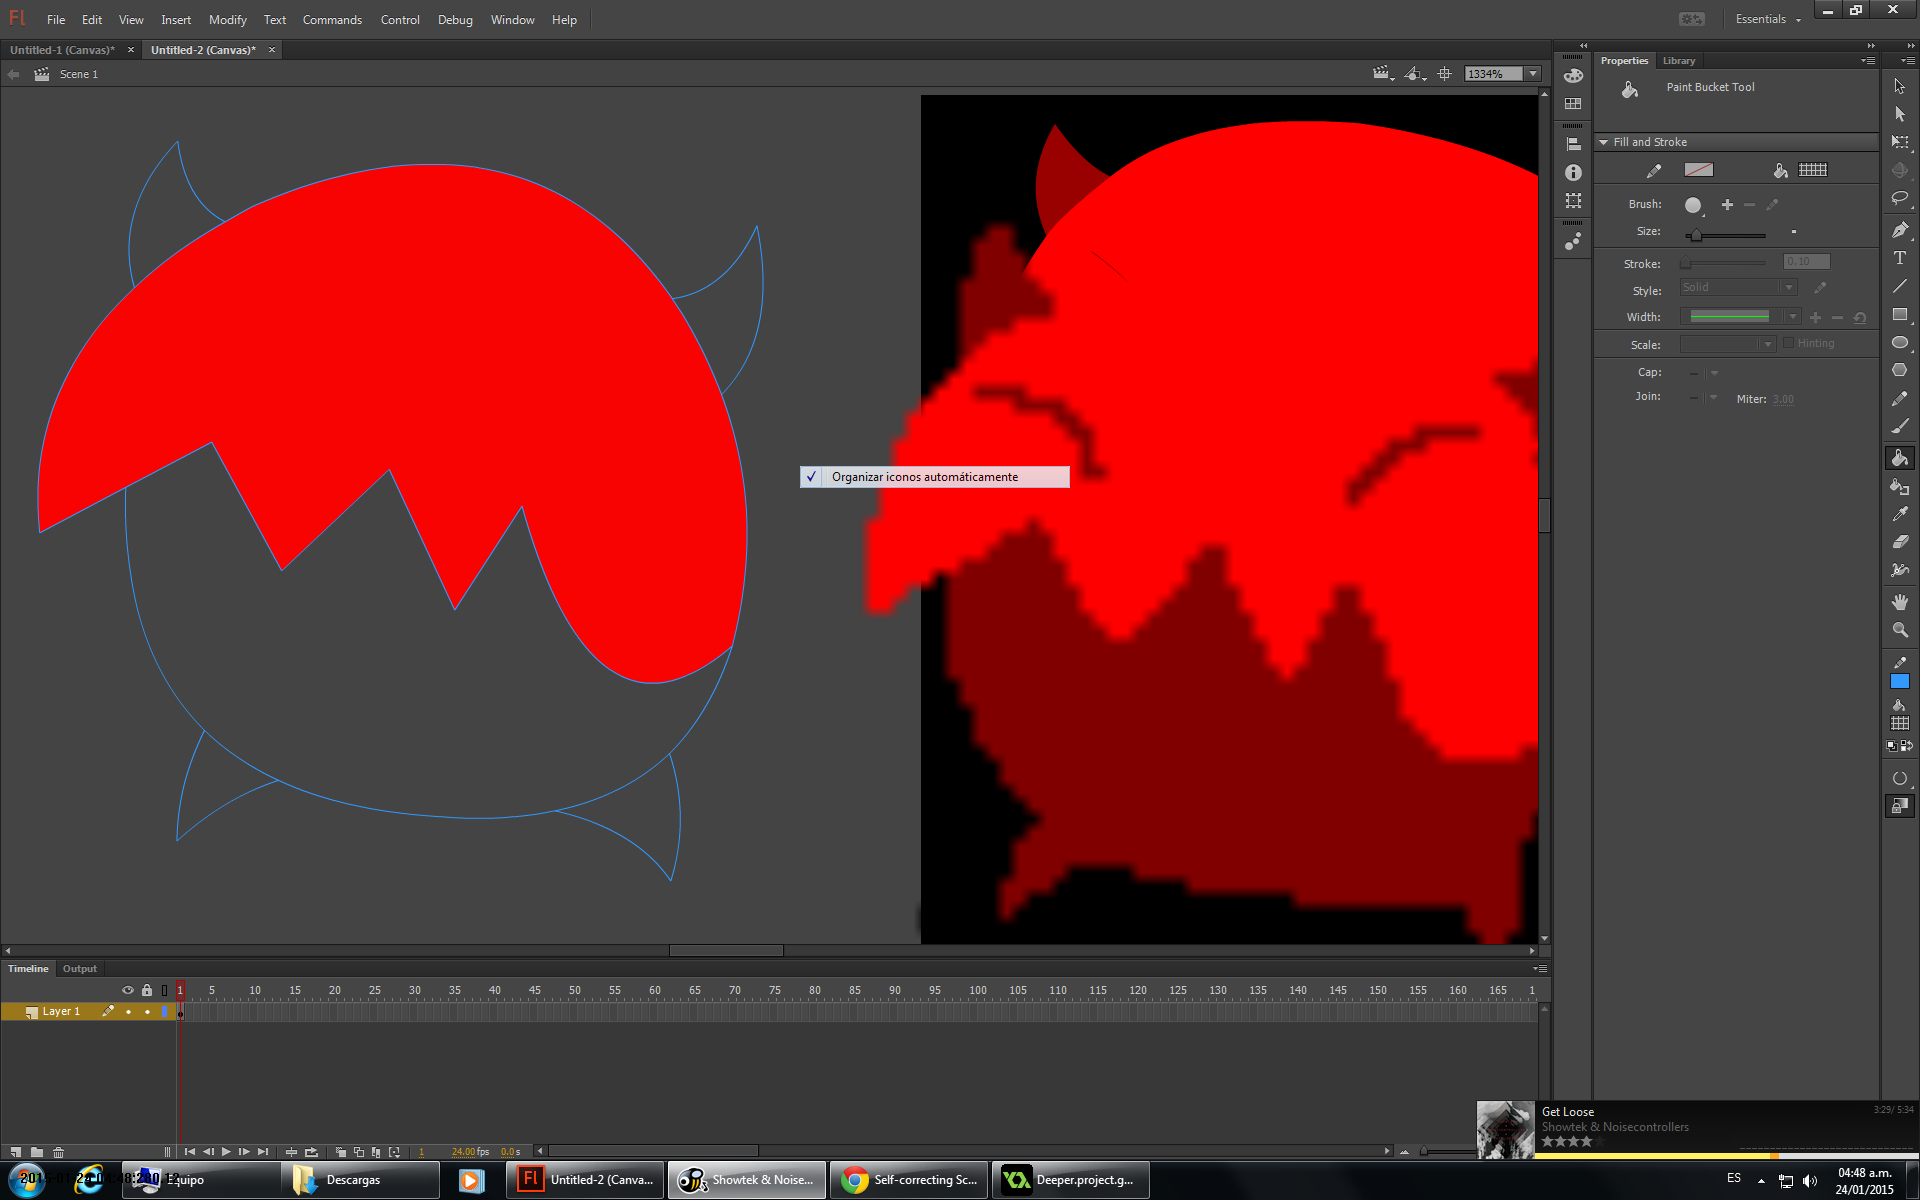 Fl File Edit View Insert Modify Text Commands Control Debug Window Help Essentials
Untitled-1 (Canvas)* × Untitled-2 (Canvas)* ×
Scene 1 1334%
Properties Library
Paint Bucket Tool
Fill and Stroke
Brush:
Size:
Stroke: 0,10
Style: Solid
Width:
Scale: Hinting
Cap:
Join: Miter: 3,00
Organizar iconos automáticamente
Timeline Output
1 5 10 15 20 25 30 35 40 45 50 55 60 65 70 75 80 85 90 95 100 105 110 115 120 125 130 135 140 145 150 155 160 165 1
Layer 1
1 24,00 fps 0,0 s
Get Loose 3:29/ 5:34
Showtek & Noisecontrollers
Equipo
Descargas
Fl Untitled-2 (Canva...
Showtek & Noise...
Self-correcting Sc...
Deeper.project.g...
ES
04:48 a.m.
24/01/2015